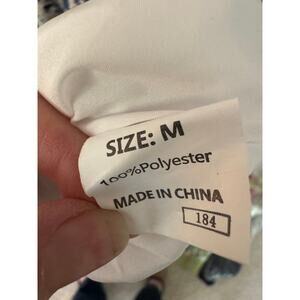 SIZE: M
100%Polyester
MADE IN CHINA
184